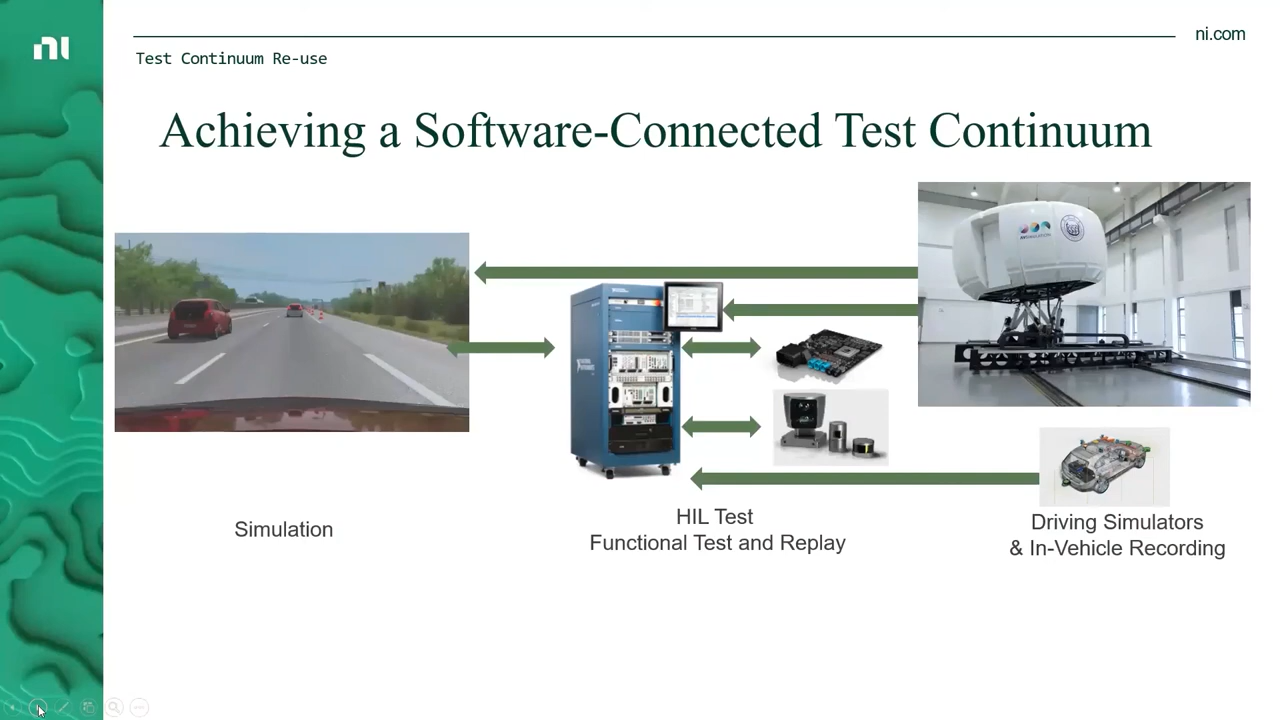 ni
ni.com
Test Continuum Re-use
Achieving a Software-Connected Test Continuum
Simulation
HIL Test
Functional Test and Replay
Driving Simulators
& In-Vehicle Recording